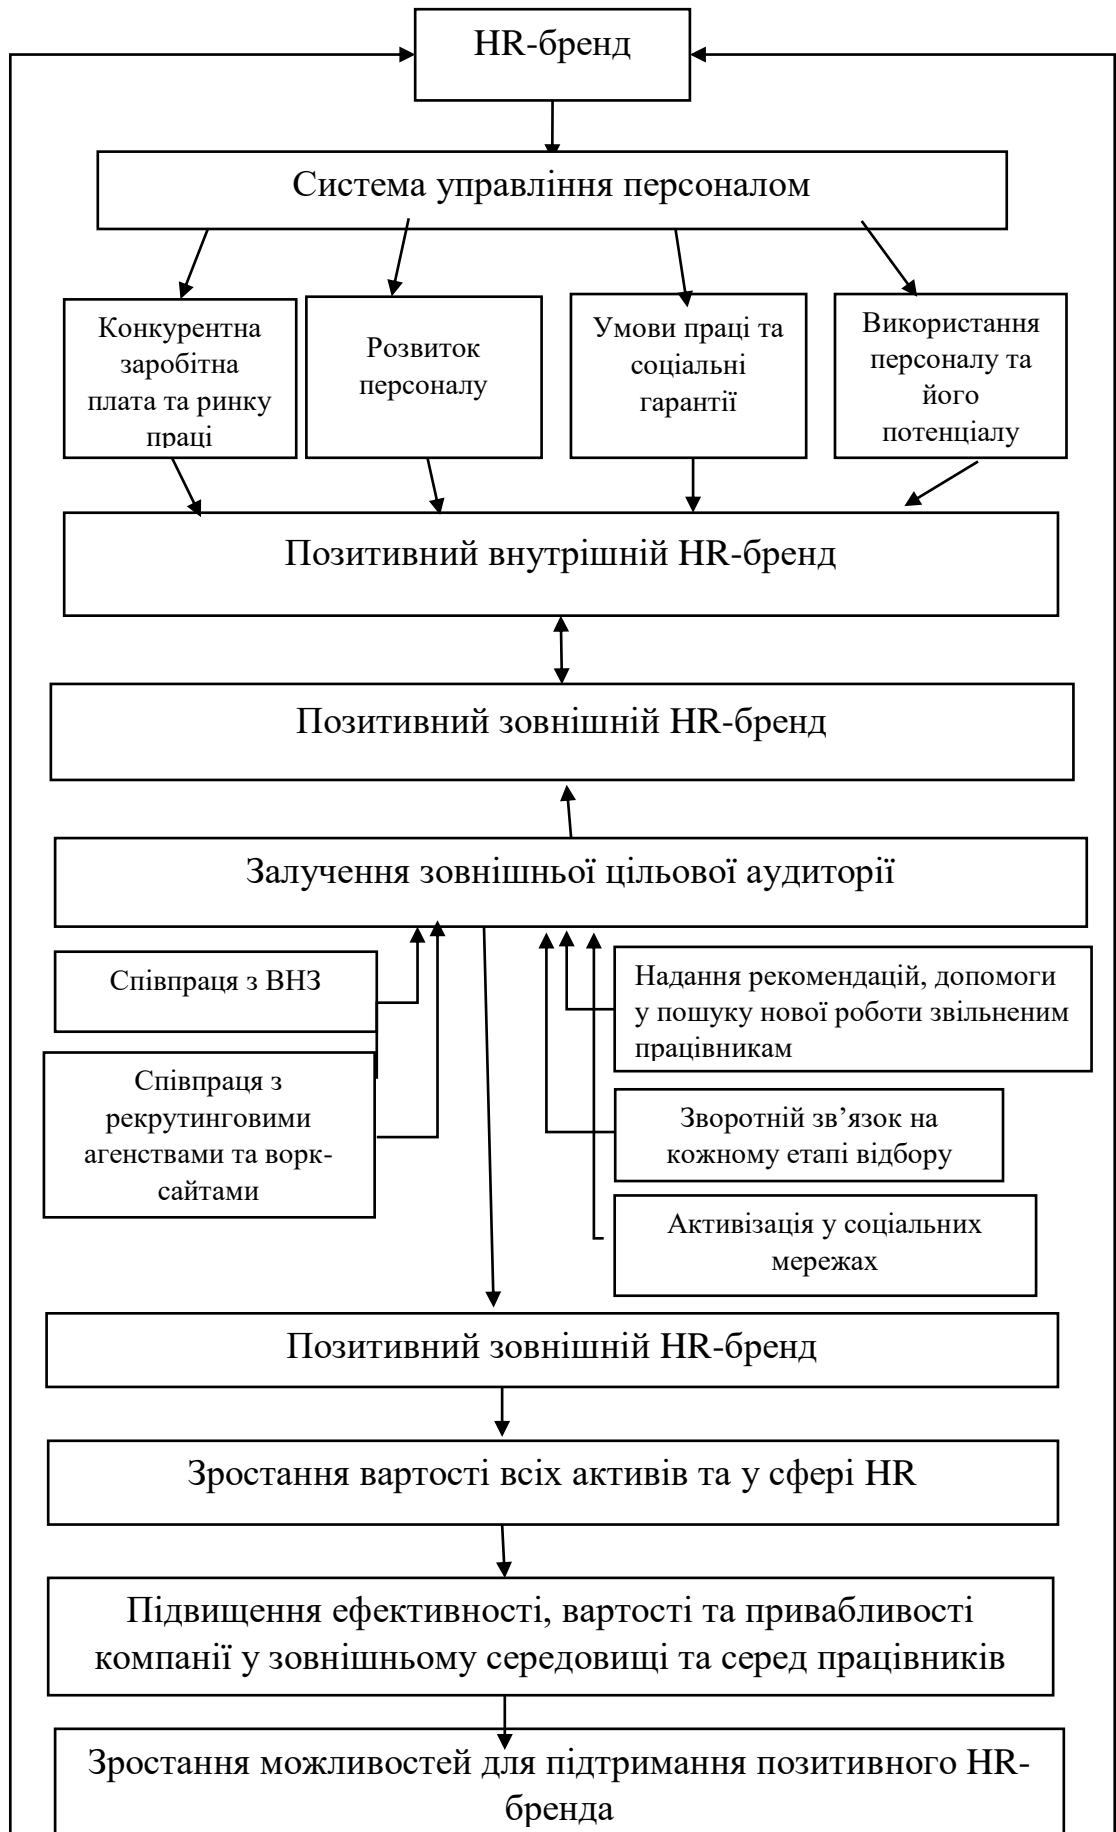 HR-бренд
Система управління персоналом
Конкурентна
заробітна
плата та ринку
праці
Розвиток
персоналу
Умови праці та
соціальні
гарантії
Використання
персоналу та
його
потенціалу
Позитивний внутрішній HR-бренд
Позитивний зовнішній HR-бренд
Залучення зовнішньої цільової аудиторії
Співпраця з ВНЗ
Співпраця з
рекрутинговими
агенствами та ворк-
сайтами
Надання рекомендацій, допомоги
у пошуку нової роботи звільненим
працівникам
Зворотній зв’язок на
кожному етапі відбору
Активізація у соціальних
мережах
Позитивний зовнішній HR-бренд
Зростання вартості всіх активів та у сфері HR
Підвищення ефективності, вартості та привабливості
компанії у зовнішньому середовищі та серед працівників
Зростання можливостей для підтримання позитивного HR-
бренда